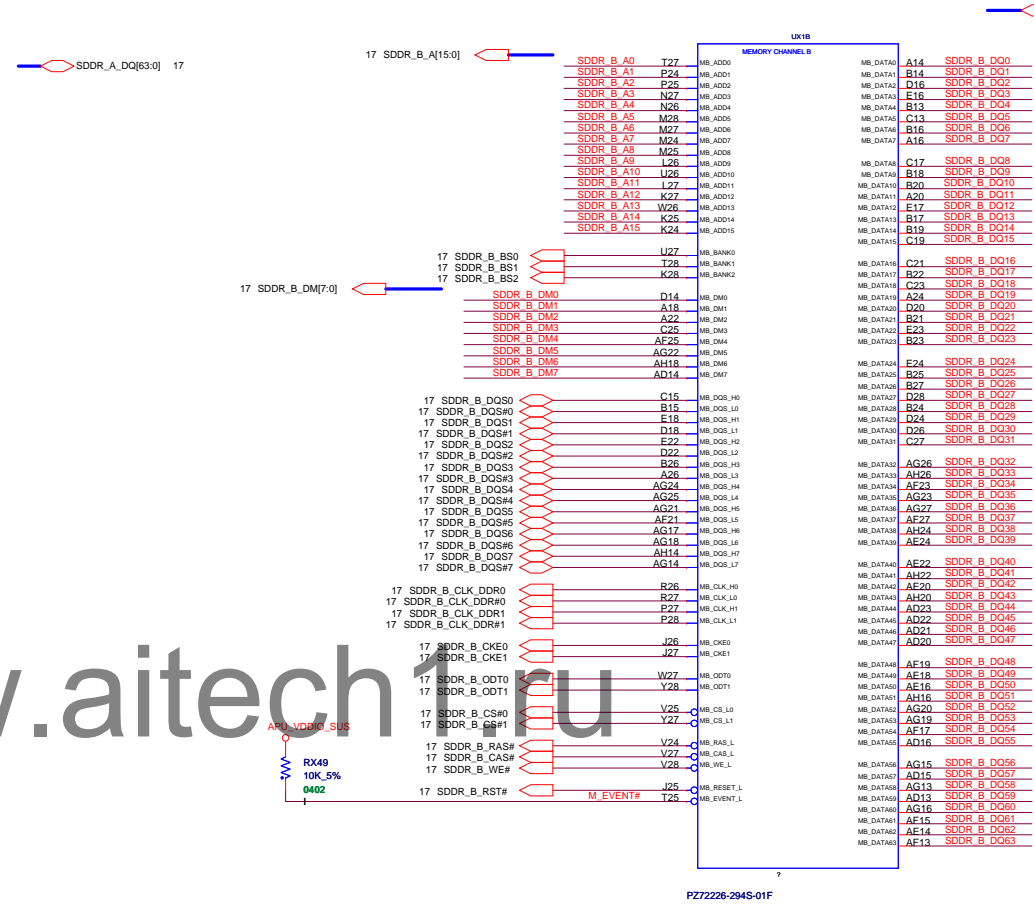 SDDR_A_DQ[63:0] 17
17 SDDR_B_A[15:0]
UX1B
MEMORY CHANNEL B
SDDR_B_A0 T27 MB_ADD0
SDDR_B_A1 P24 MB_ADD1
SDDR_B_A2 P25 MB_ADD2
SDDR_B_A3 N27 MB_ADD3
SDDR_B_A4 N26 MB_ADD4
SDDR_B_A5 M28 MB_ADD5
SDDR_B_A6 M27 MB_ADD6
SDDR_B_A7 M24 MB_ADD7
SDDR_B_A8 M25 MB_ADD8
SDDR_B_A9 L26 MB_ADD9
SDDR_B_A10 U26 MB_ADD10
SDDR_B_A11 L27 MB_ADD11
SDDR_B_A12 K27 MB_ADD12
SDDR_B_A13 W26 MB_ADD13
SDDR_B_A14 K25 MB_ADD14
SDDR_B_A15 K24 MB_ADD15
17 SDDR_B_BS0 U27 MB_BANK0
17 SDDR_B_BS1 T28 MB_BANK1
17 SDDR_B_BS2 K28 MB_BANK2
17 SDDR_B_DM[7:0]
SDDR_B_DM0 D14 MB_DM0
SDDR_B_DM1 A18 MB_DM1
SDDR_B_DM2 A22 MB_DM2
SDDR_B_DM3 C25 MB_DM3
SDDR_B_DM4 AF25 MB_DM4
SDDR_B_DM5 AG22 MB_DM5
SDDR_B_DM6 AH18 MB_DM6
SDDR_B_DM7 AD14 MB_DM7
17 SDDR_B_DQS0 C15 MB_DQS_H0
17 SDDR_B_DQS#0 B15 MB_DQS_L0
17 SDDR_B_DQS1 E18 MB_DQS_H1
17 SDDR_B_DQS#1 D18 MB_DQS_L1
17 SDDR_B_DQS2 E22 MB_DQS_H2
17 SDDR_B_DQS#2 D22 MB_DQS_L2
17 SDDR_B_DQS3 B26 MB_DQS_H3
17 SDDR_B_DQS#3 A26 MB_DQS_L3
17 SDDR_B_DQS4 AG24 MB_DQS_H4
17 SDDR_B_DQS#4 AG25 MB_DQS_L4
17 SDDR_B_DQS5 AG21 MB_DQS_H5
17 SDDR_B_DQS#5 AF21 MB_DQS_L5
17 SDDR_B_DQS6 AG17 MB_DQS_H6
17 SDDR_B_DQS#6 AG18 MB_DQS_L6
17 SDDR_B_DQS7 AH14 MB_DQS_H7
17 SDDR_B_DQS#7 AG14 MB_DQS_L7
17 SDDR_B_CLK_DDR0 R26 MB_CLK_H0
17 SDDR_B_CLK_DDR#0 R27 MB_CLK_L0
17 SDDR_B_CLK_DDR1 P27 MB_CLK_H1
17 SDDR_B_CLK_DDR#1 P28 MB_CLK_L1
17 SDDR_B_CKE0 J26 MB_CKE0
17 SDDR_B_CKE1 J27 MB_CKE1
17 SDDR_B_ODT0 W27 MB_ODT0
17 SDDR_B_ODT1 Y28 MB_ODT1
17 SDDR_B_CS#0 V25 MB_CS_L0
17 SDDR_B_CS#1 Y27 MB_CS_L1
17 SDDR_B_RAS# V24 MB_RAS_L
17 SDDR_B_CAS# V27 MB_CAS_L
17 SDDR_B_WE# V28 MB_WE_L
17 SDDR_B_RST# J25 MB_RESET_L
M_EVENT# T25 MB_EVENT_L
MB_DATA0 A14 SDDR_B_DQ0
MB_DATA1 B14 SDDR_B_DQ1
MB_DATA2 D16 SDDR_B_DQ2
MB_DATA3 E16 SDDR_B_DQ3
MB_DATA4 B13 SDDR_B_DQ4
MB_DATA5 C13 SDDR_B_DQ5
MB_DATA6 B16 SDDR_B_DQ6
MB_DATA7 A16 SDDR_B_DQ7
MB_DATA8 C17 SDDR_B_DQ8
MB_DATA9 B18 SDDR_B_DQ9
MB_DATA10 B20 SDDR_B_DQ10
MB_DATA11 A20 SDDR_B_DQ11
MB_DATA12 E17 SDDR_B_DQ12
MB_DATA13 B17 SDDR_B_DQ13
MB_DATA14 B19 SDDR_B_DQ14
MB_DATA15 C19 SDDR_B_DQ15
MB_DATA16 C21 SDDR_B_DQ16
MB_DATA17 B22 SDDR_B_DQ17
MB_DATA18 C23 SDDR_B_DQ18
MB_DATA19 A24 SDDR_B_DQ19
MB_DATA20 D20 SDDR_B_DQ20
MB_DATA21 B21 SDDR_B_DQ21
MB_DATA22 E23 SDDR_B_DQ22
MB_DATA23 B23 SDDR_B_DQ23
MB_DATA24 E24 SDDR_B_DQ24
MB_DATA25 B25 SDDR_B_DQ25
MB_DATA26 B27 SDDR_B_DQ26
MB_DATA27 D28 SDDR_B_DQ27
MB_DATA28 B24 SDDR_B_DQ28
MB_DATA29 D24 SDDR_B_DQ29
MB_DATA30 D26 SDDR_B_DQ30
MB_DATA31 C27 SDDR_B_DQ31
MB_DATA32 AG26 SDDR_B_DQ32
MB_DATA33 AH26 SDDR_B_DQ33
MB_DATA34 AF23 SDDR_B_DQ34
MB_DATA35 AG23 SDDR_B_DQ35
MB_DATA36 AG27 SDDR_B_DQ36
MB_DATA37 AF27 SDDR_B_DQ37
MB_DATA38 AH24 SDDR_B_DQ38
MB_DATA39 AE24 SDDR_B_DQ39
MB_DATA40 AE22 SDDR_B_DQ40
MB_DATA41 AH22 SDDR_B_DQ41
MB_DATA42 AE20 SDDR_B_DQ42
MB_DATA43 AH20 SDDR_B_DQ43
MB_DATA44 AD23 SDDR_B_DQ44
MB_DATA45 AD22 SDDR_B_DQ45
MB_DATA46 AD21 SDDR_B_DQ46
MB_DATA47 AD20 SDDR_B_DQ47
MB_DATA48 AF19 SDDR_B_DQ48
MB_DATA49 AE18 SDDR_B_DQ49
MB_DATA50 AE16 SDDR_B_DQ50
MB_DATA51 AH16 SDDR_B_DQ51
MB_DATA52 AG20 SDDR_B_DQ52
MB_DATA53 AG19 SDDR_B_DQ53
MB_DATA54 AF17 SDDR_B_DQ54
MB_DATA55 AD16 SDDR_B_DQ55
MB_DATA56 AG15 SDDR_B_DQ56
MB_DATA57 AD15 SDDR_B_DQ57
MB_DATA58 AG13 SDDR_B_DQ58
MB_DATA59 AD13 SDDR_B_DQ59
MB_DATA60 AG16 SDDR_B_DQ60
MB_DATA61 AF15 SDDR_B_DQ61
MB_DATA62 AE14 SDDR_B_DQ62
MB_DATA63 AF13 SDDR_B_DQ63
w.aitech1.ru
APU_VDDIO_SUS
RX49
10K_5%
0402
?
PZ72226-294S-01F